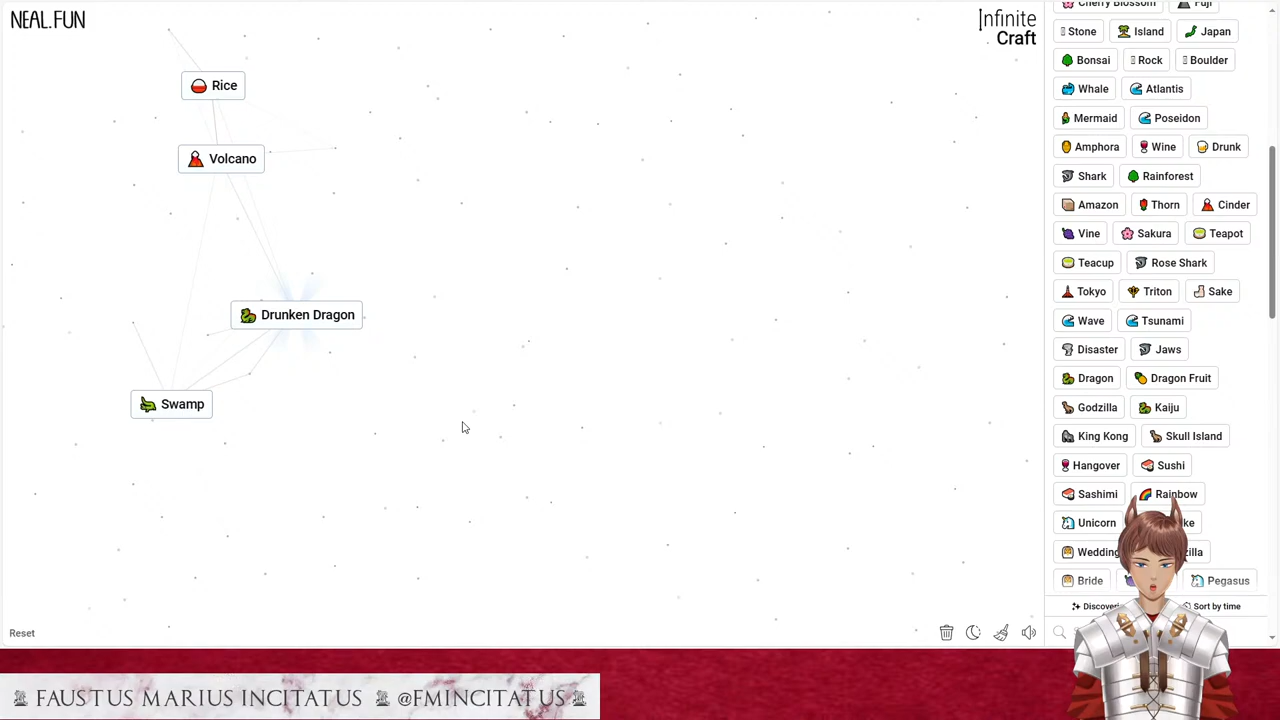 NEAL.FUN
Infinite
Craft
Rice
Volcano
Drunken Dragon
Swamp
Reset
Cherry Blossom Fuji
Stone Island Japan
Bonsai Rock Boulder
Whale Atlantis
Mermaid Poseidon
Amphora Wine Drunk
Shark Rainforest
Amazon Thorn Cinder
Vine Sakura Teapot
Teacup Rose Shark
Tokyo Triton Sake
Wave Tsunami
Disaster Jaws
Dragon Dragon Fruit
Godzilla Kaiju
King Kong Skull Island
Hangover Sushi
Sashimi Rainbow
Unicorn
Wedding
Bride Pegasus
Sort by time
FAUSTUS MARIUS INCITATUS @FMINCITATUS